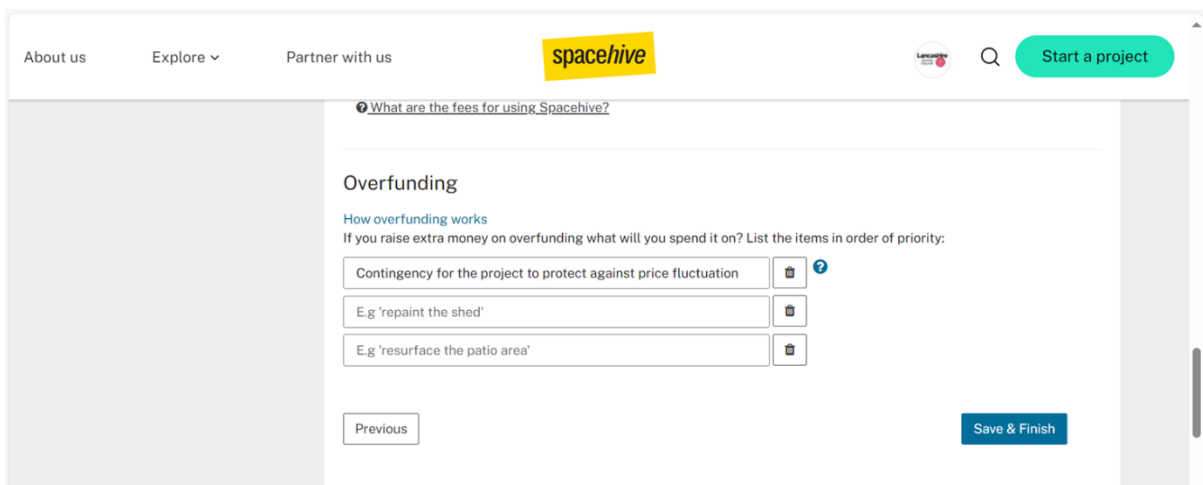 About us
Explore
Partner with us
spacehive
Lancashire
Start a project
What are the fees for using Spacehive?
Overfunding
How overfunding works
If you raise extra money on overfunding what will you spend it on? List the items in order of priority:
Contingency for the project to protect against price fluctuation
E.g 'repaint the shed'
E.g 'resurface the patio area'
Previous
Save & Finish